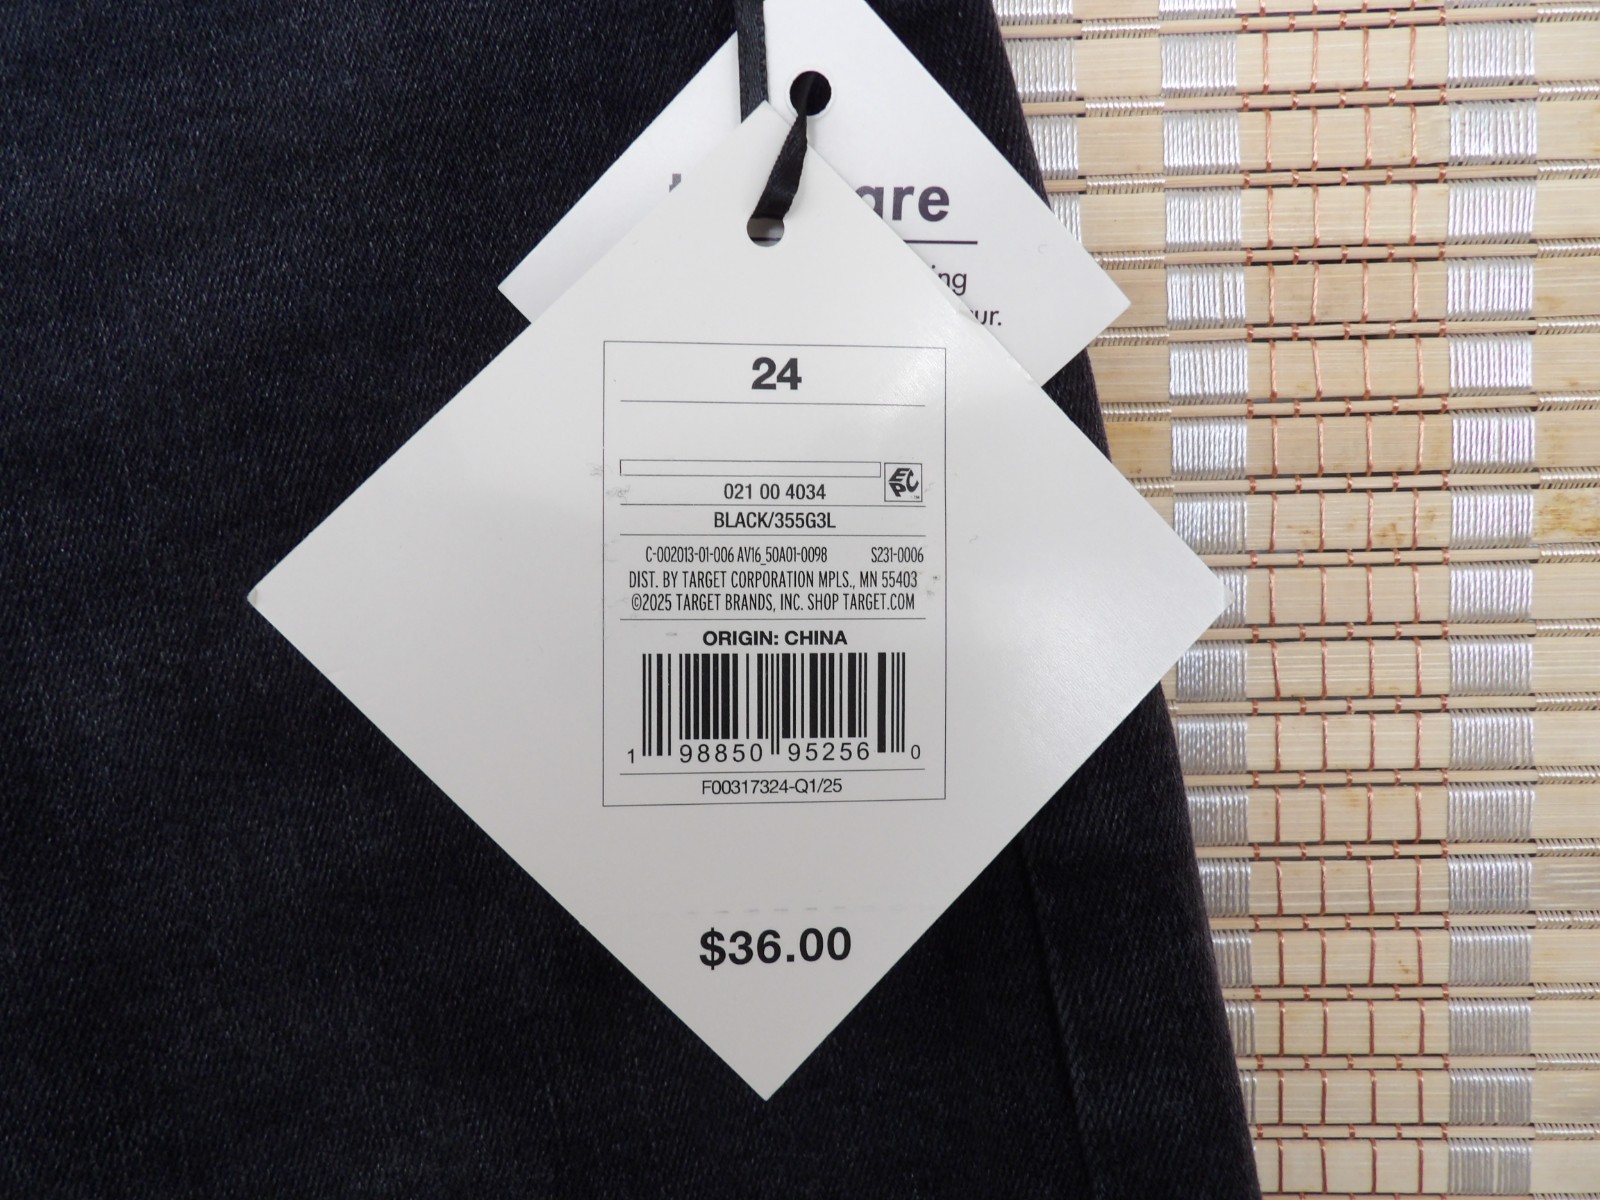 are
ing
ur.
24
EPC
™
021 00 4034
BLACK/355G3L
C-002013-01-006 AV16_50A01-0098 S231-0006
DIST. BY TARGET CORPORATION MPLS., MN 55403
©2025 TARGET BRANDS, INC. SHOP TARGET.COM
ORIGIN: CHINA
1 98850 95256 0
F00317324-Q1/25
$36.00